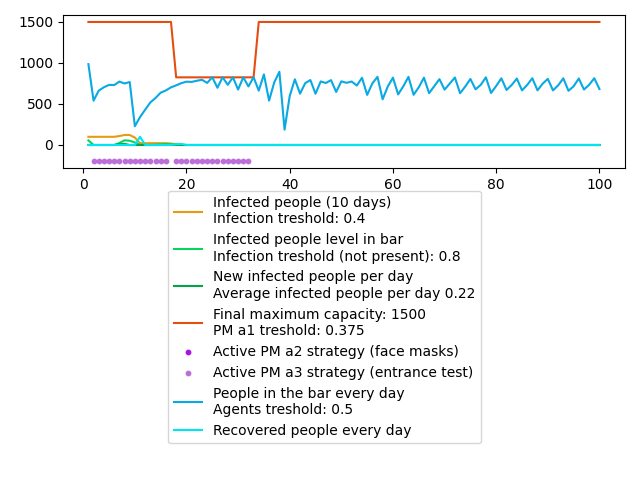 1500
1000
500
0
0 20 40 60 80 100
Infected people (10 days)
Infection treshold: 0.4
Infected people level in bar
Infection treshold (not present): 0.8
New infected people per day
Average infected people per day 0.22
Final maximum capacity: 1500
PM a1 treshold: 0.375
Active PM a2 strategy (face masks)
Active PM a3 strategy (entrance test)
People in the bar every day
Agents treshold: 0.5
Recovered people every day